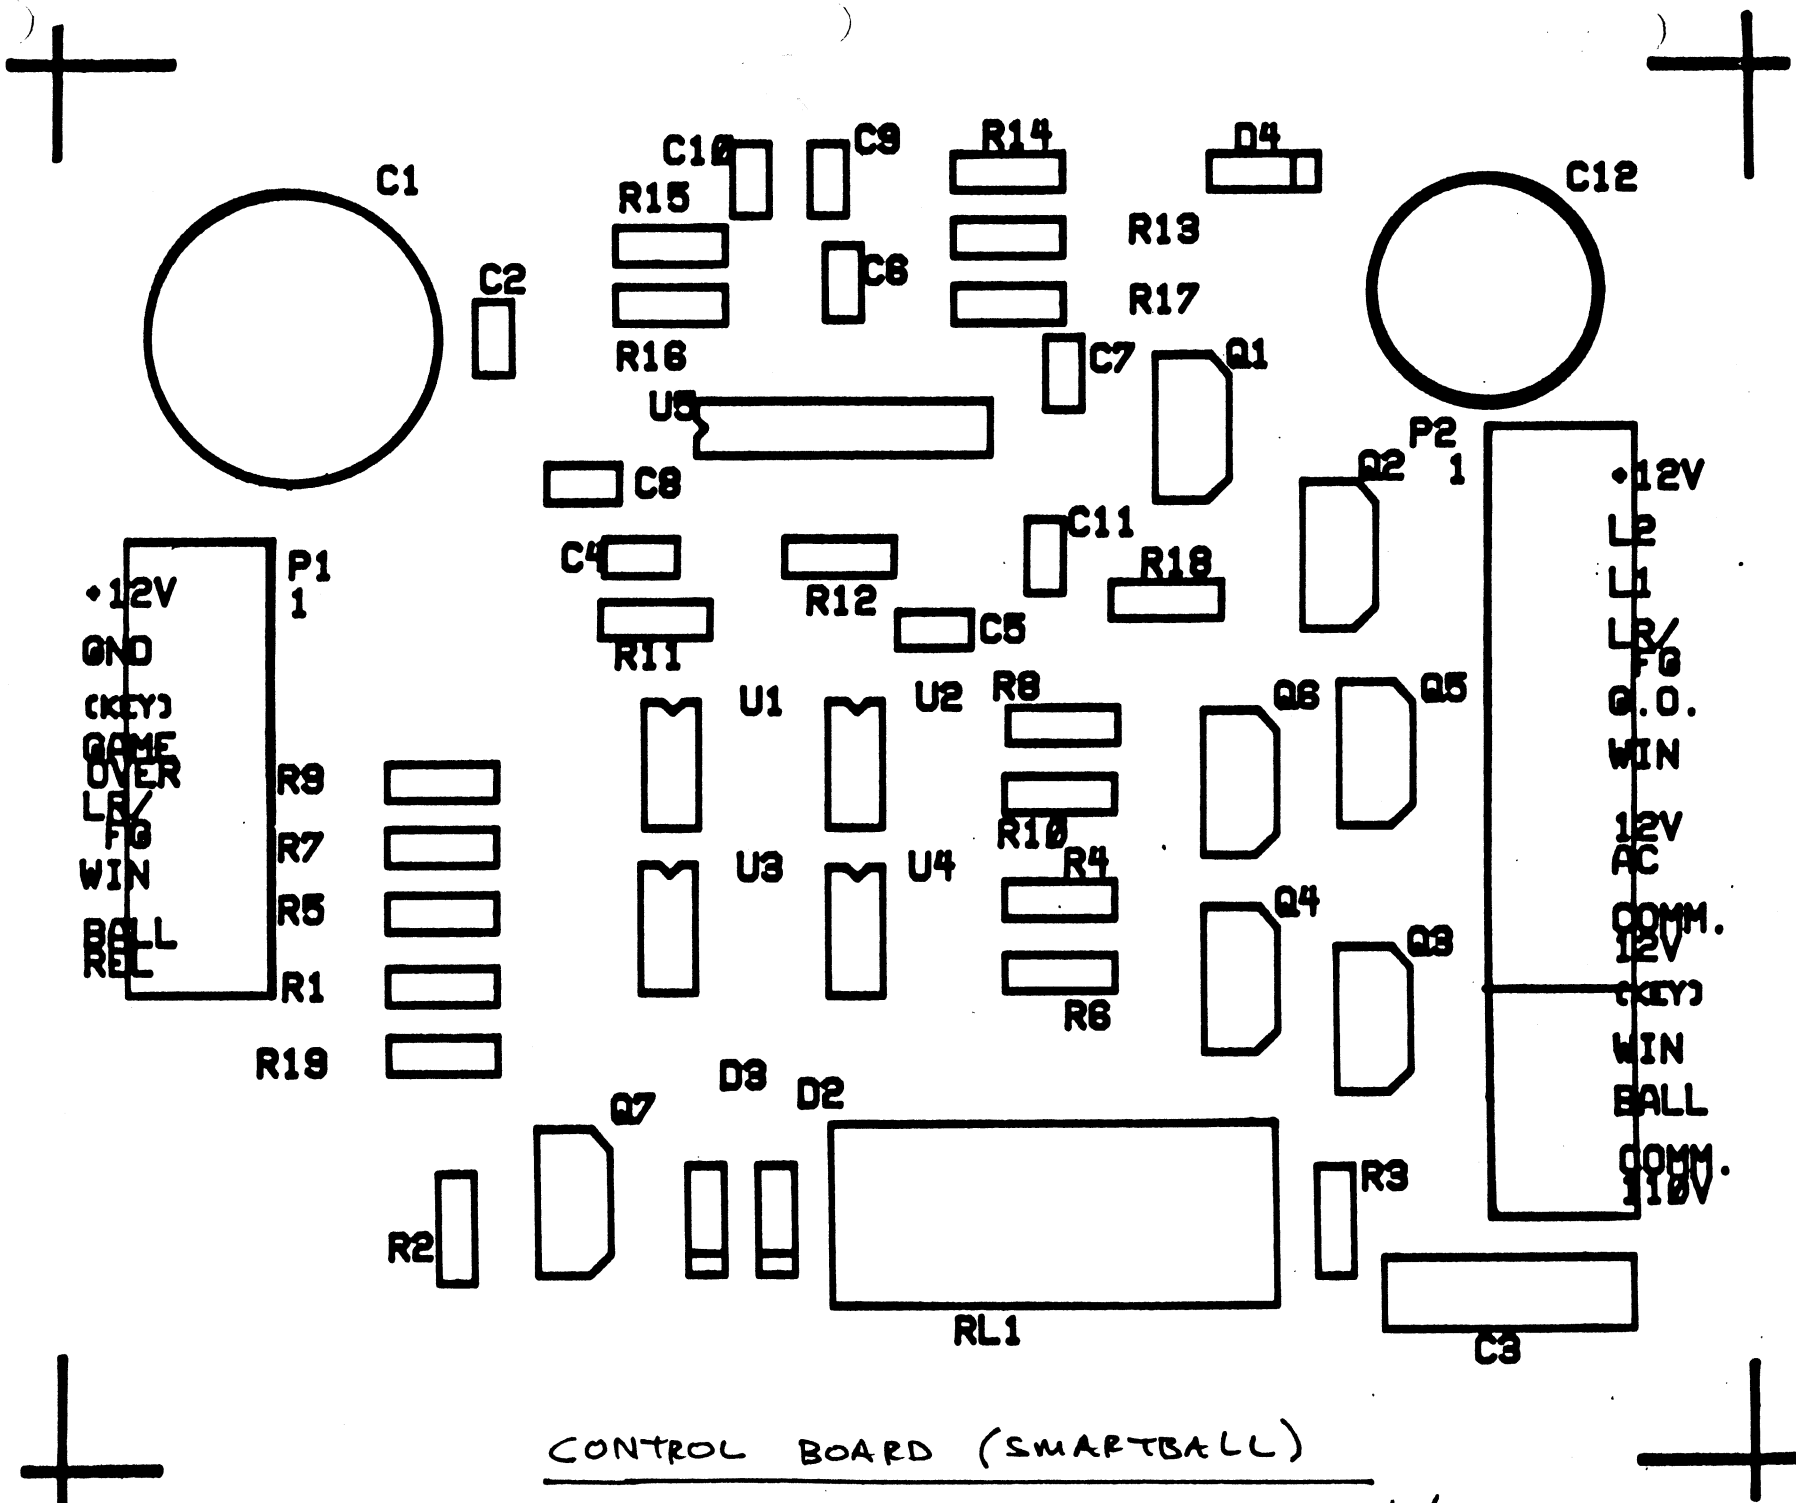 C10
C9
R14
D4
C1
R15
C12
R13
C2
C6
R17
R16
C7
Q1
U5
P2
1
Q2
+12V
C8
C11
L2
C4
R18
P1
1
+12V
R12
L1
GND
R11
C5
LR/
FG
(KEY)
U1
U2
R8
Q6
Q5
G.O.
GAME
OVER
WIN
R9
LR/
FG
R10
12V
AC
R7
WIN
U3
U4
R4
R5
Q4
COMM.
12V
BALL
REL
Q3
R1
(KEY)
R6
R19
WIN
D3
D2
Q7
BALL
COMM.
110V
R3
R2
RL1
C3
CONTROL BOARD (SMARTBALL)